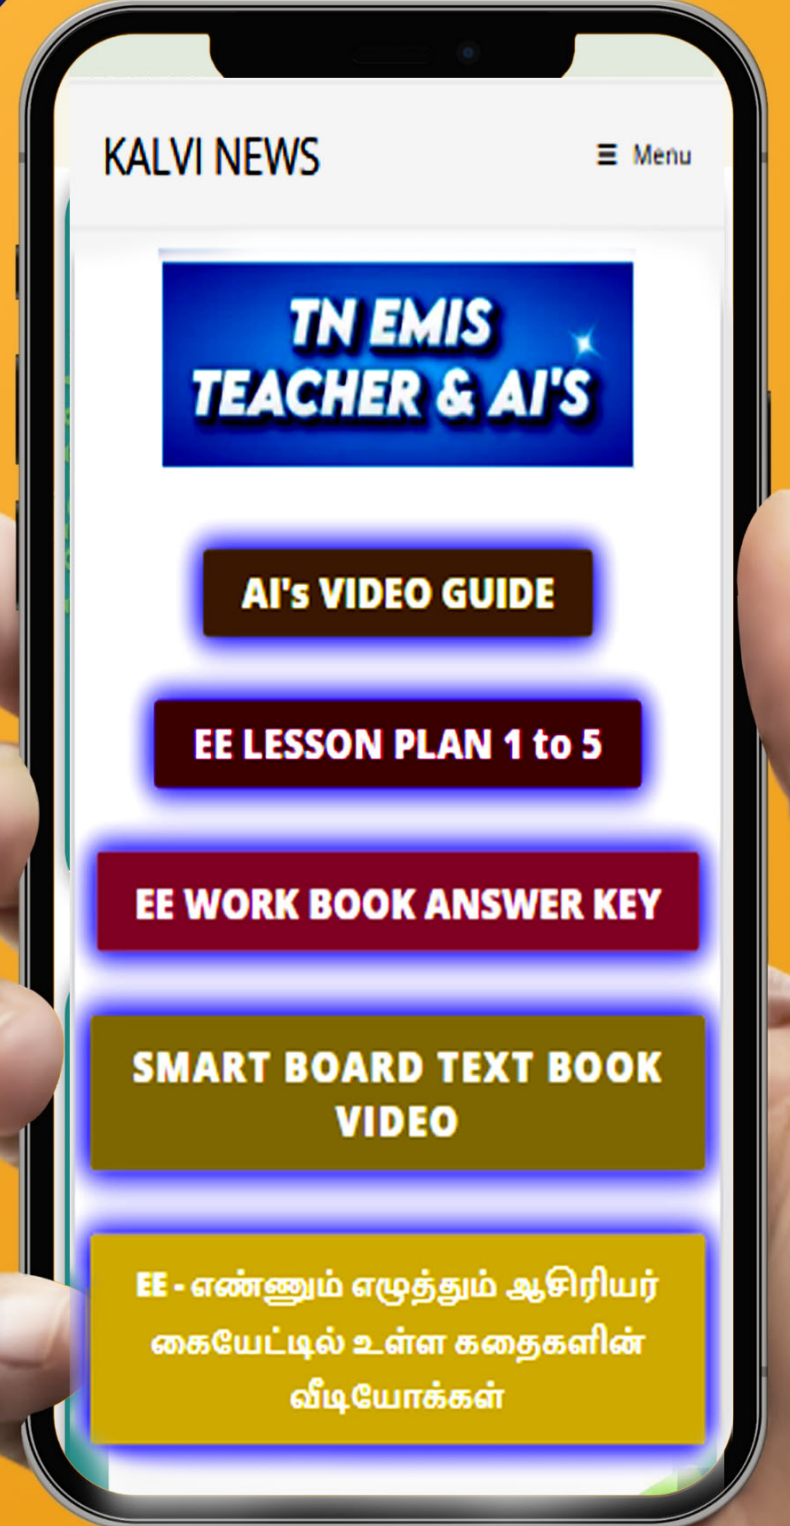 KALVI NEWS
☰ Menu
TN EMIS
TEACHER & AI'S
AI's VIDEO GUIDE
EE LESSON PLAN 1 to 5
EE WORK BOOK ANSWER KEY
SMART BOARD TEXT BOOK
VIDEO
EE - எண்ணும் எழுத்தும் ஆசிரியர்
கையேட்டில் உள்ள கதைகளின்
வீடியோக்கள்